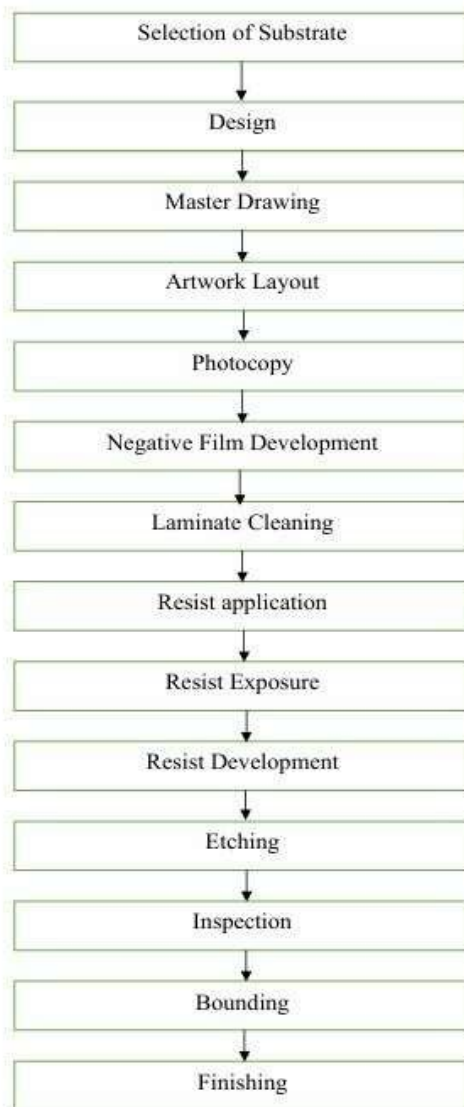 Selection of Substrate
Design
Master Drawing
Artwork Layout
Photocopy
Negative Film Development
Laminate Cleaning
Resist application
Resist Exposure
Resist Development
Etching
Inspection
Bounding
Finishing